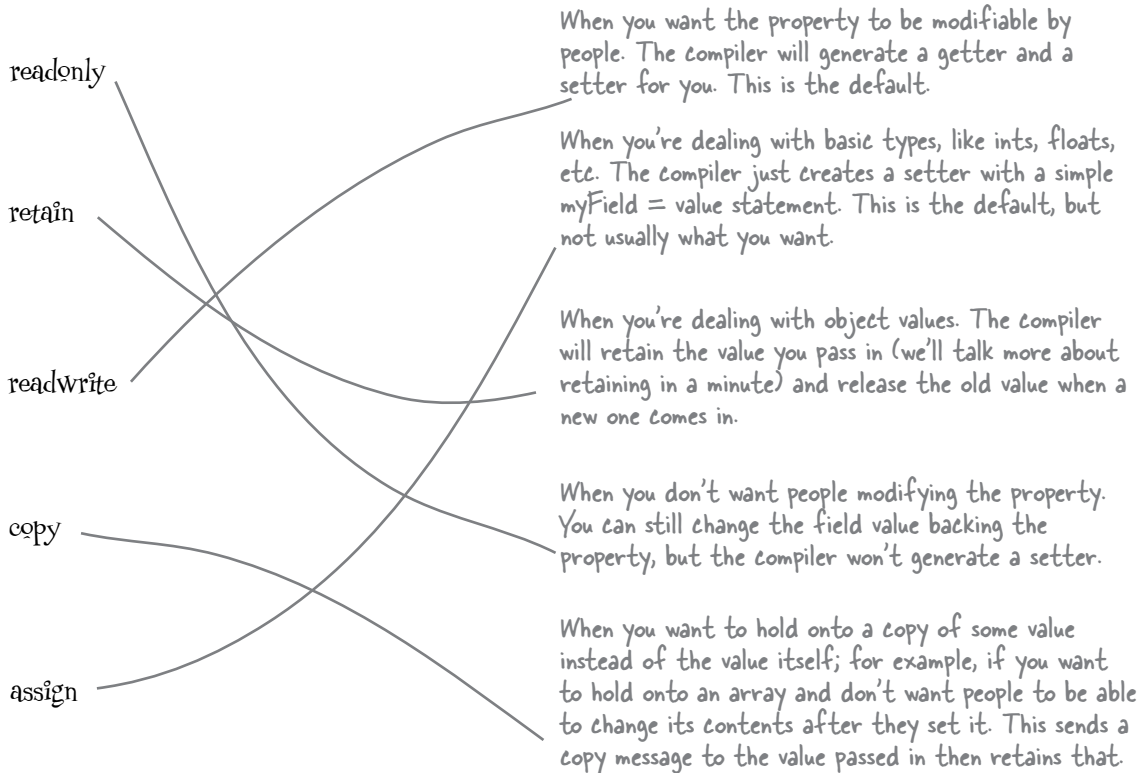 readonly
retain
readwrite
copy
assign
When you want the property to be modifiable by
people. The compiler will generate a getter and a
setter for you. This is the default.
When you're dealing with basic types, like ints, floats,
etc. The compiler just creates a setter with a simple
myField = value statement. This is the default, but
not usually what you want.
When you're dealing with object values. The compiler
will retain the value you pass in (we'll talk more about
retaining in a minute) and release the old value when a
new one comes in.
When you don't want people modifying the property.
You can still change the field value backing the
property, but the compiler won't generate a setter.
When you want to hold onto a copy of some value
instead of the value itself; for example, if you want
to hold onto an array and don't want people to be able
to change its contents after they set it. This sends a
copy message to the value passed in then retains that.